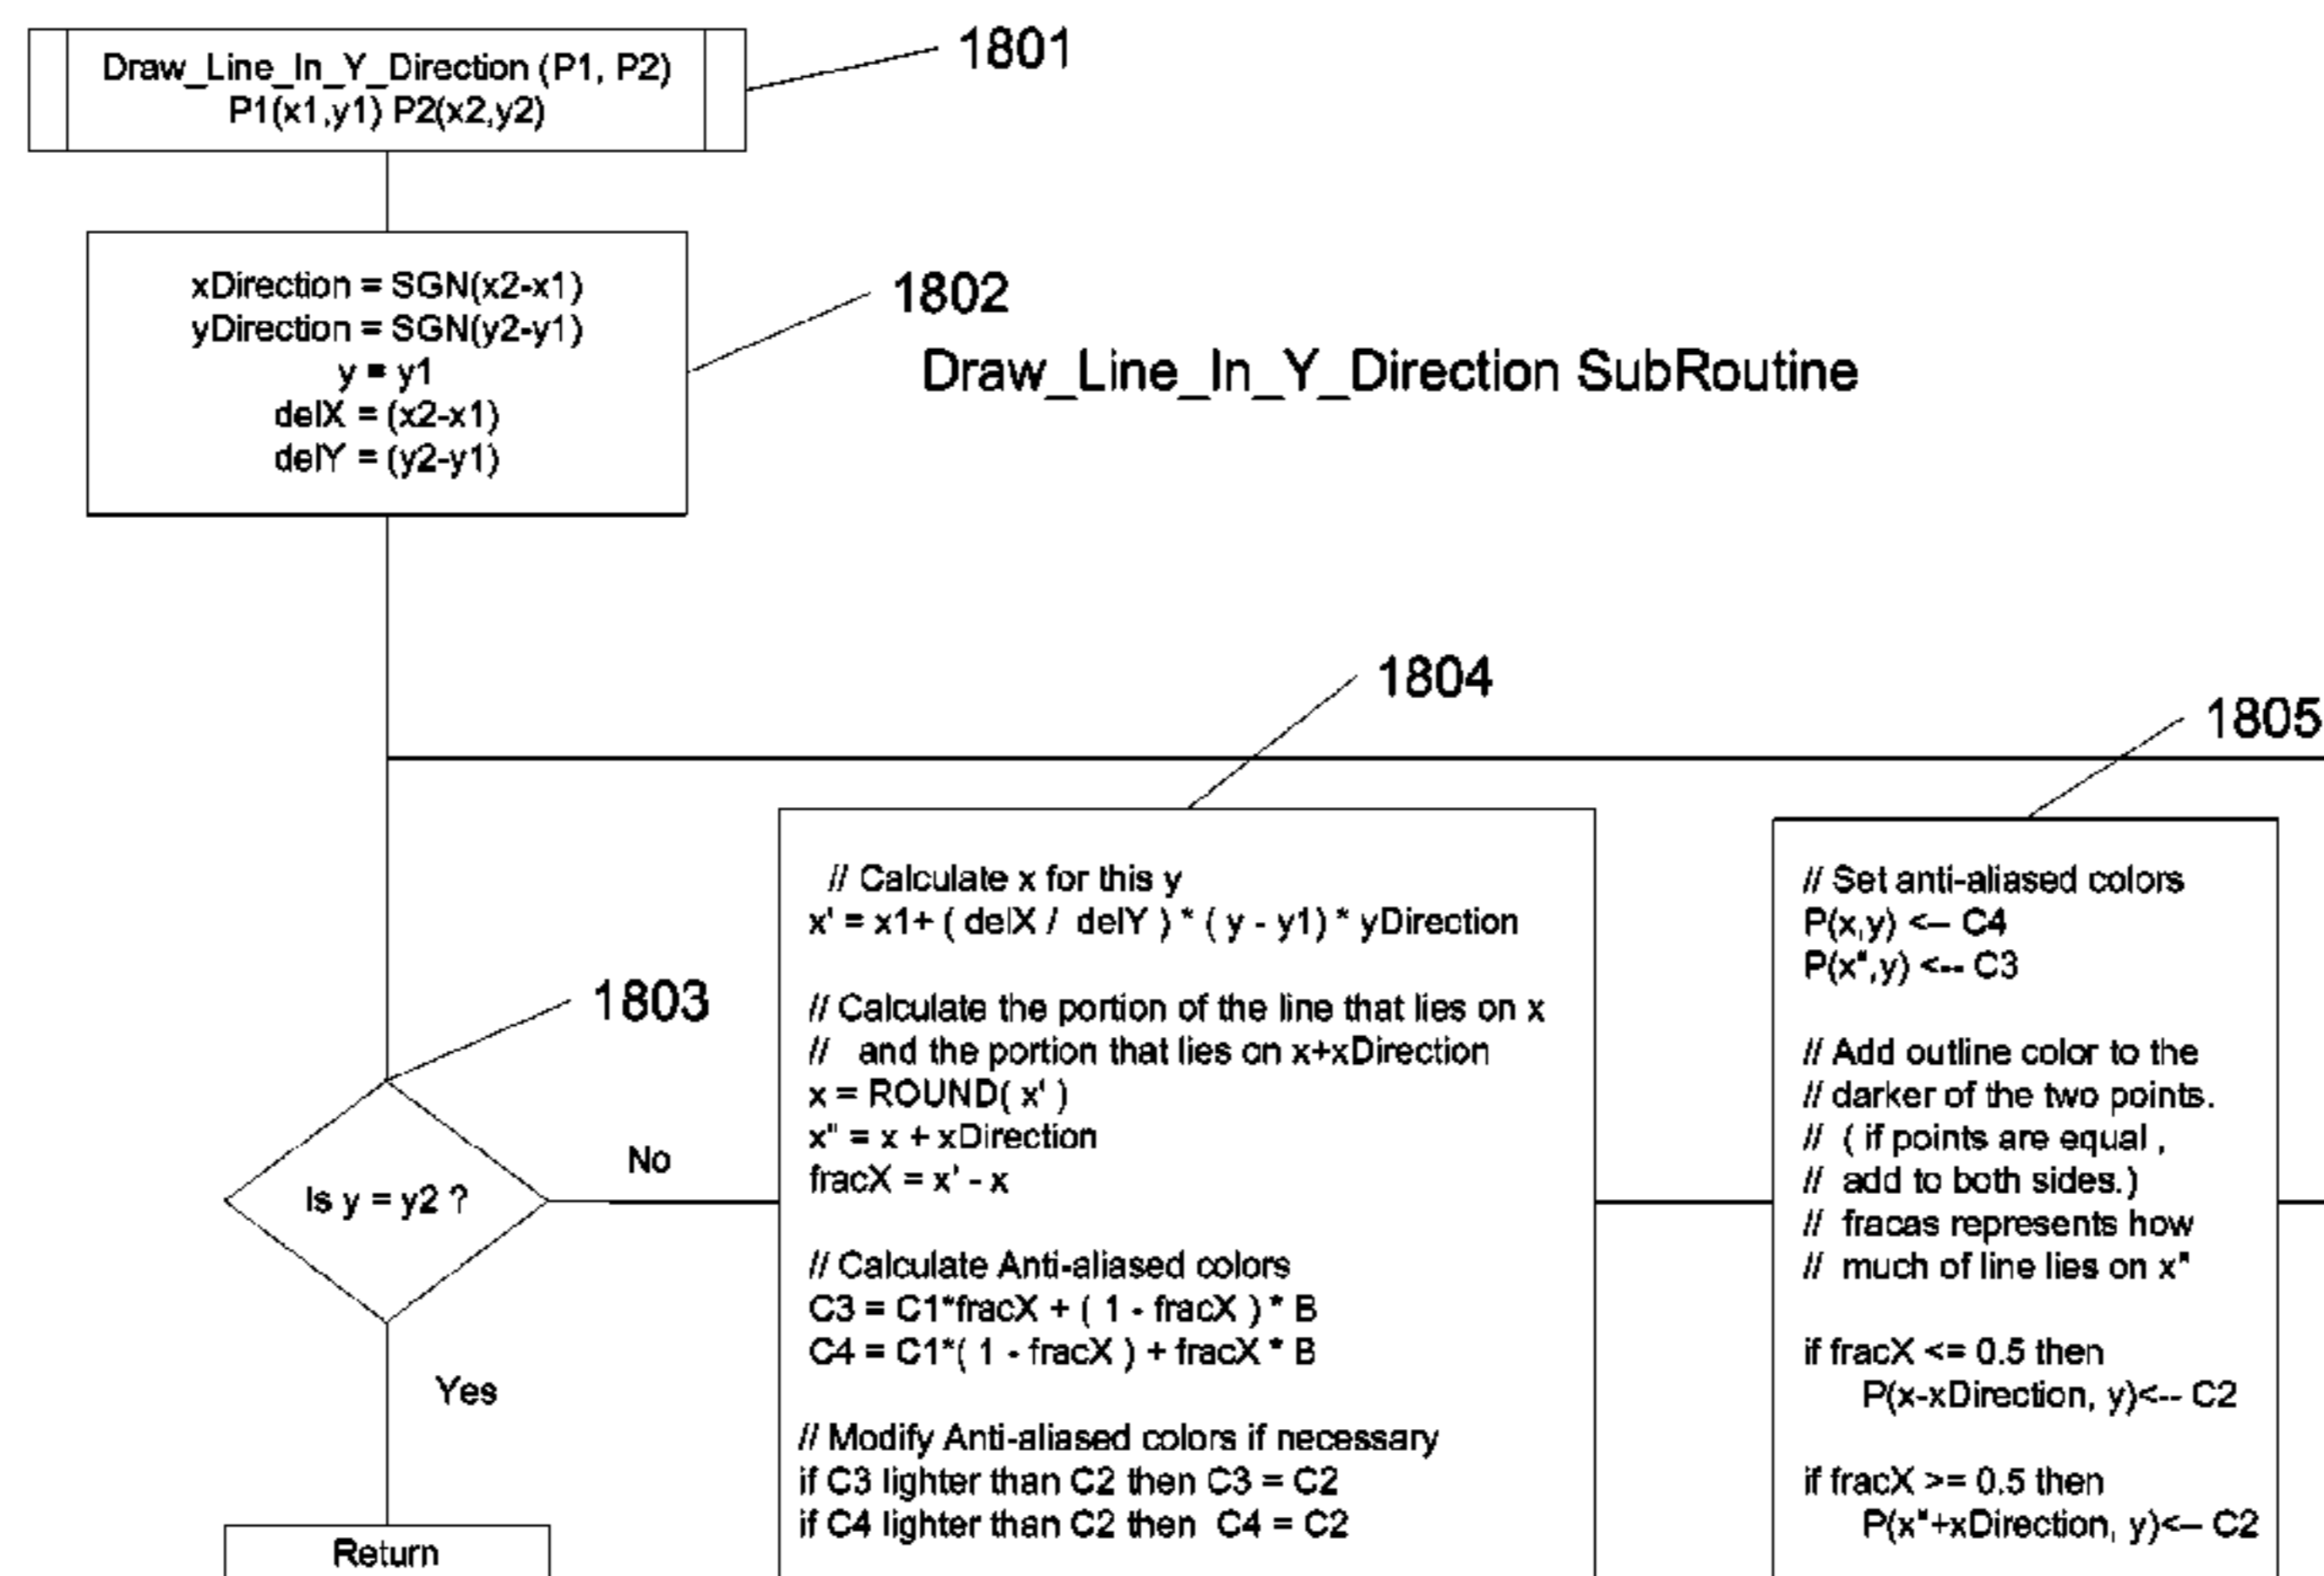 Draw_Line_In_Y_Direction (P1, P2)
P1(x1,y1) P2(x2,y2)
1801
xDirection = SGN(x2-x1)
yDirection = SGN(y2-y1)
y = y1
delX = (x2-x1)
delY = (y2-y1)
1802
Draw_Line_In_Y_Direction SubRoutine
1803
Is y = y2 ?
No
Yes
Return
1804
// Calculate x for this y
x' = x1+ ( delX / delY ) * ( y - y1) * yDirection
// Calculate the portion of the line that lies on x
// and the portion that lies on x+xDirection
x = ROUND( x' )
x" = x + xDirection
fracX = x' - x
// Calculate Anti-aliased colors
C3 = C1*fracX + ( 1 - fracX ) * B
C4 = C1*( 1 - fracX ) + fracX * B
// Modify Anti-aliased colors if necessary
if C3 lighter than C2 then C3 = C2
if C4 lighter than C2 then C4 = C2
1805
// Set anti-aliased colors
P(x,y) <-- C4
P(x",y) <-- C3
// Add outline color to the
// darker of the two points.
// ( if points are equal ,
// add to both sides.)
// fracas represents how
// much of line lies on x"
if fracX <= 0.5 then
P(x-xDirection, y)<-- C2
if fracX >= 0.5 then
P(x"+xDirection, y)<-- C2